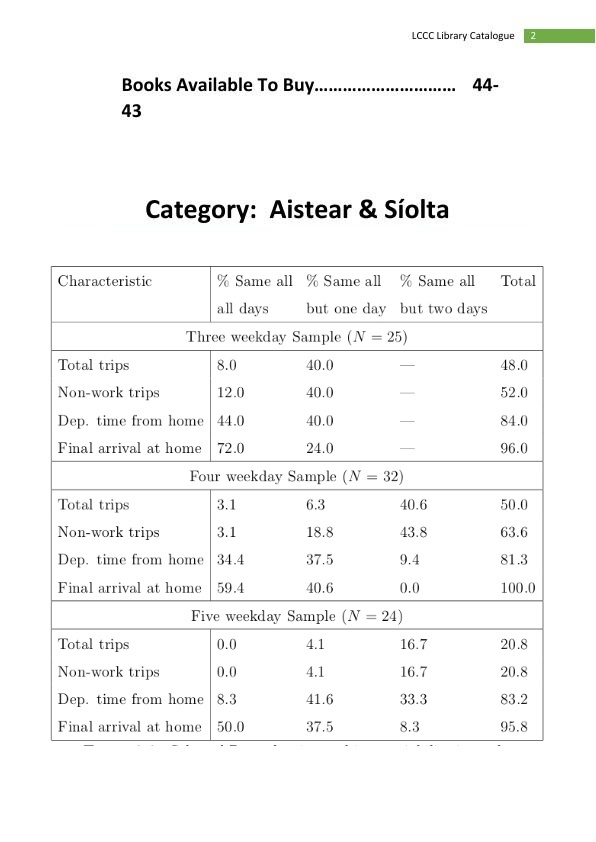 LCCC Library Catalogue 2
Books Available To Buy………………………… 44-
43
Category: Aistear & Síolta
Characteristic % Same all % Same all % Same all Total
all days but one day but two days
Three weekday Sample (N = 25)
Total trips 8.0 40.0 — 48.0
Non-work trips 12.0 40.0 — 52.0
Dep. time from home 44.0 40.0 — 84.0
Final arrival at home 72.0 24.0 — 96.0
Four weekday Sample (N = 32)
Total trips 3.1 6.3 40.6 50.0
Non-work trips 3.1 18.8 43.8 63.6
Dep. time from home 34.4 37.5 9.4 81.3
Final arrival at home 59.4 40.6 0.0 100.0
Five weekday Sample (N = 24)
Total trips 0.0 4.1 16.7 20.8
Non-work trips 0.0 4.1 16.7 20.8
Dep. time from home 8.3 41.6 33.3 83.2
Final arrival at home 50.0 37.5 8.3 95.8